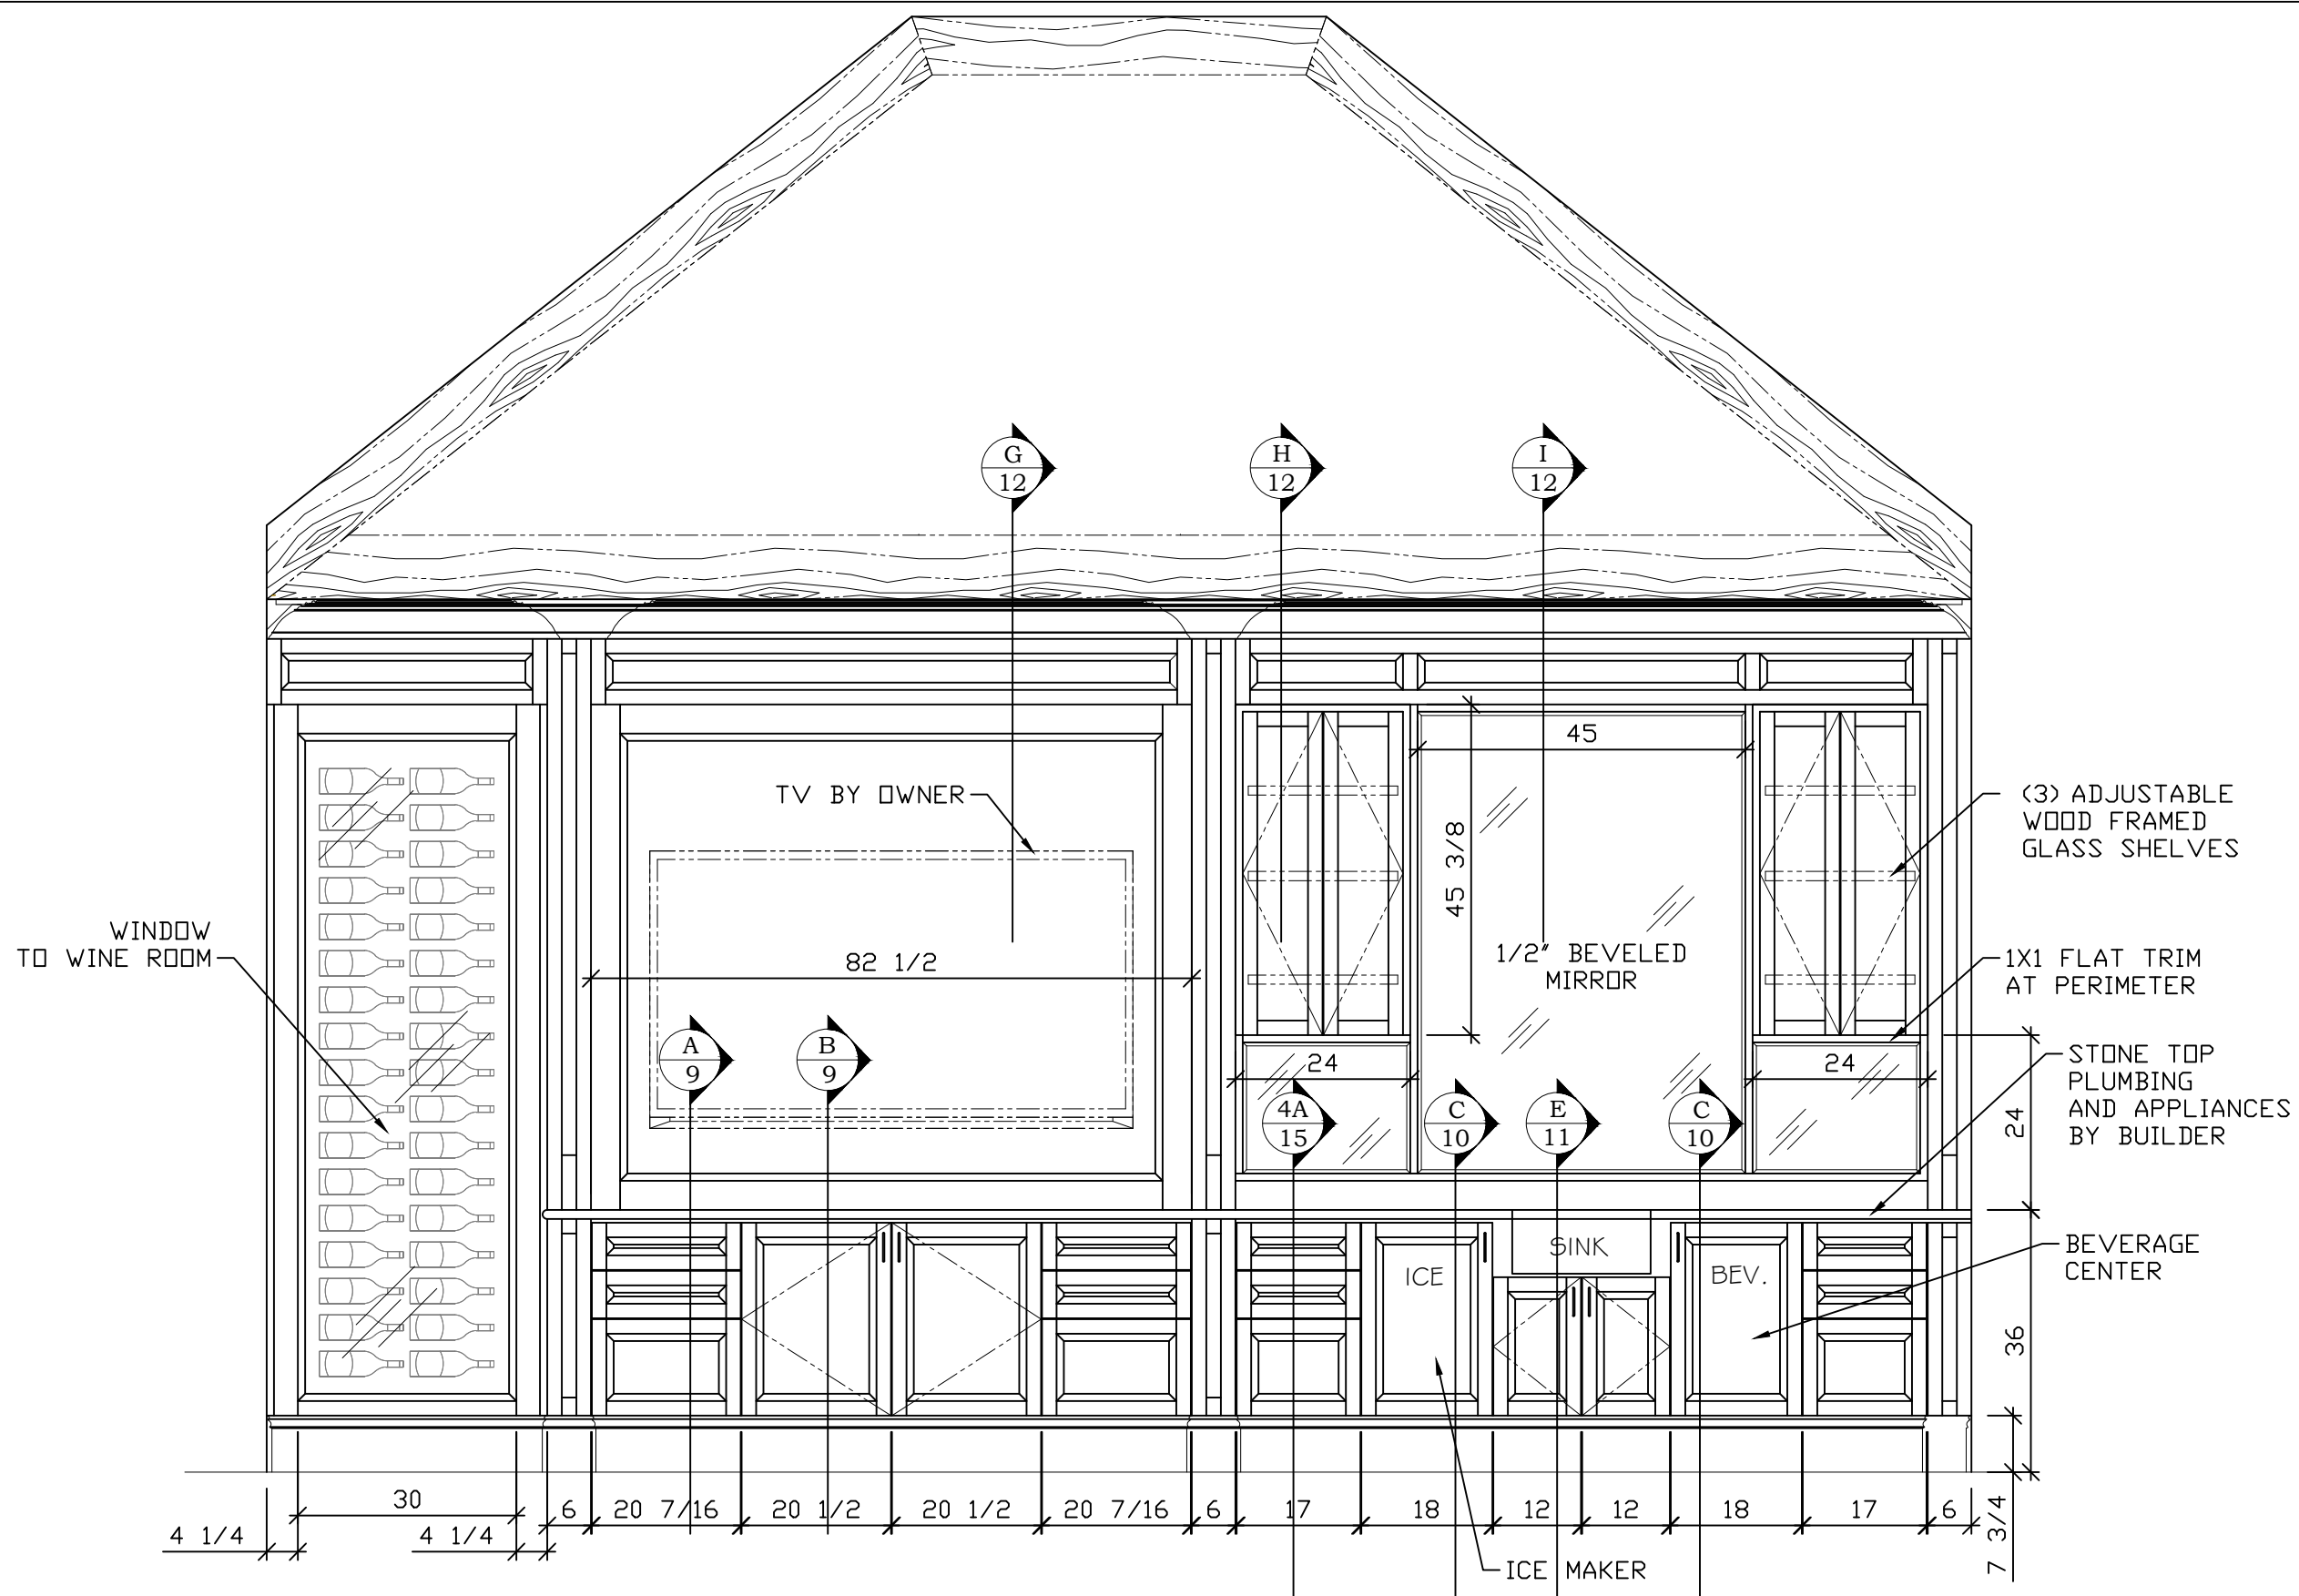 G
12
H
12
I
12
45
TV BY OWNER
(3) ADJUSTABLE
WOOD FRAMED
GLASS SHELVES
45 3/8
WINDOW
TO WINE ROOM
82 1/2
1/2" BEVELED
MIRROR
1X1 FLAT TRIM
AT PERIMETER
A
9
B
9
24
24
STONE TOP
PLUMBING
AND APPLIANCES
BY BUILDER
4A
15
C
10
E
11
C
10
24
SINK
ICE
BEV.
BEVERAGE
CENTER
36
30
6
20 7/16
20 1/2
20 1/2
20 7/16
6
17
18
12
12
18
17
6
4 1/4
4 1/4
7 3/4
ICE MAKER